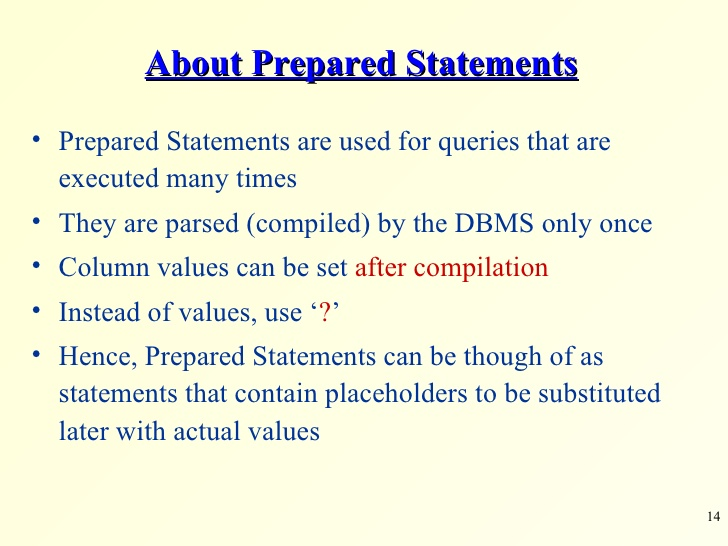 About Prepared Statements
• Prepared Statements are used for queries that are
executed many times
• They are parsed (compiled) by the DBMS only once
• Column values can be set after compilation
• Instead of values, use ‘?’
• Hence, Prepared Statements can be though of as
statements that contain placeholders to be substituted
later with actual values
14